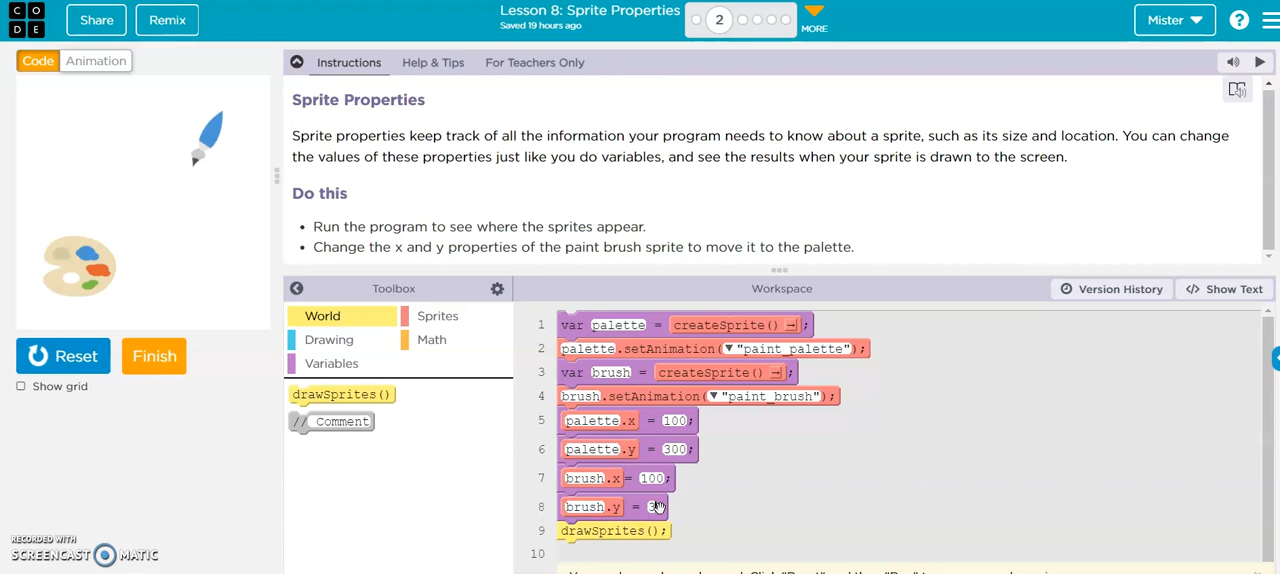 CO
DE
Share
Remix
Lesson 8: Sprite Properties
Saved 19 hours ago
2
MORE
Mister
?
Code
Animation
Instructions
Help & Tips
For Teachers Only
Sprite Properties
Sprite properties keep track of all the information your program needs to know about a sprite, such as its size and location. You can change
the values of these properties just like you do variables, and see the results when your sprite is drawn to the screen.
Do this
• Run the program to see where the sprites appear.
• Change the x and y properties of the paint brush sprite to move it to the palette.
Toolbox
Workspace
Version History
</> Show Text
World
Sprites
Drawing
Math
Variables
drawSprites()
// Comment
Reset
Finish
Show grid
1 var palette = createSprite() → ;
2 palette.setAnimation( ▼ "paint_palette");
3 var brush = createSprite() → ;
4 brush.setAnimation( ▼ "paint_brush");
5 palette.x = 100;
6 palette.y = 300;
7 brush.x = 100;
8 brush.y = 3
9 drawSprites();
10
RECORDED WITH
SCREENCAST MATIC